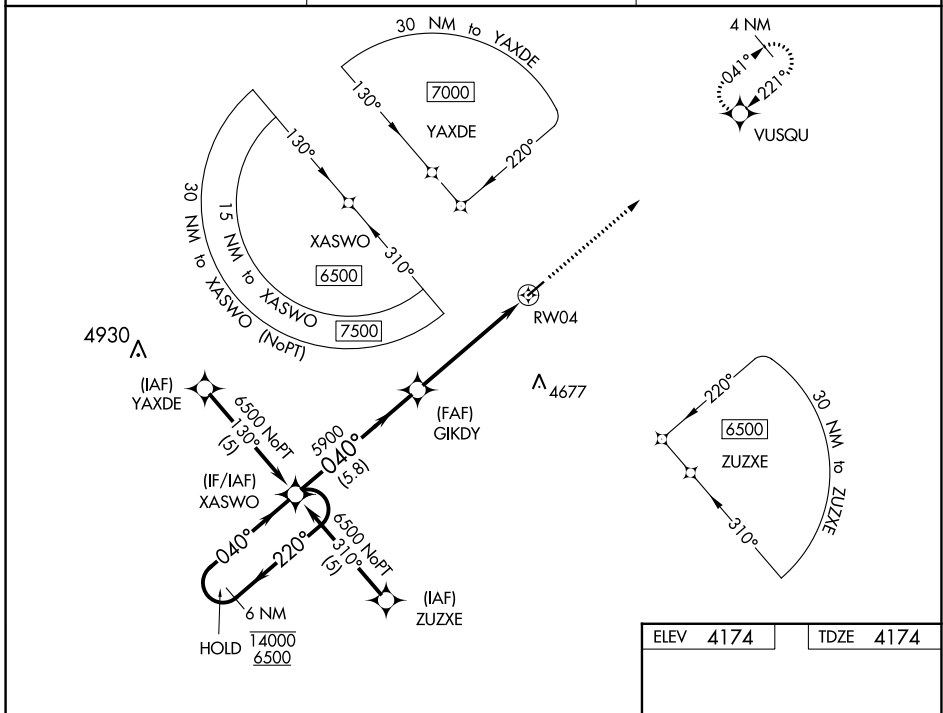 30 NM to YAXDE
130°
7000
YAXDE
220°
4 NM
041°
221°
VUSQU
30 NM to XASWO (NoPT)
15 NM to XASWO
130°
XASWO
6500
310°
7500
RW04
4930
(IAF)
YAXDE
6500 NoPT
130°
(5)
4677
(FAF)
GIKDY
5900
040°
(5.8)
(IF/IAF)
XASWO
040°
220°
6500 NoPT
310°
(5)
(IAF)
ZUZXE
6 NM
HOLD
14000
6500
220°
6500
ZUZXE
30 NM to ZUZXE
310°
ELEV 4174
TDZE 4174